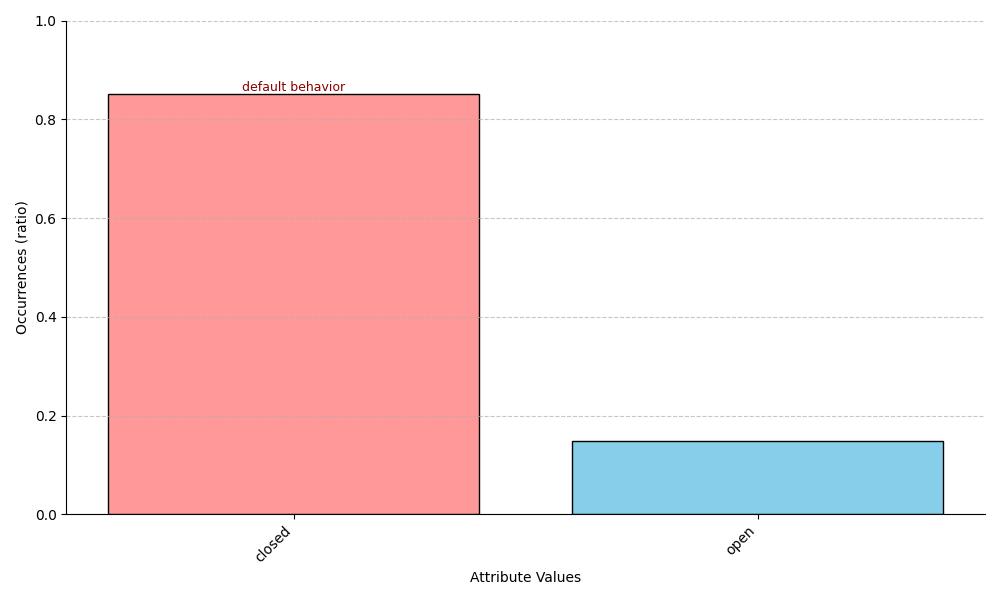 1.0
default behavior
0.8
0.6
0.4
0.2
0.0
Occurrences (ratio)
closed
open
Attribute Values